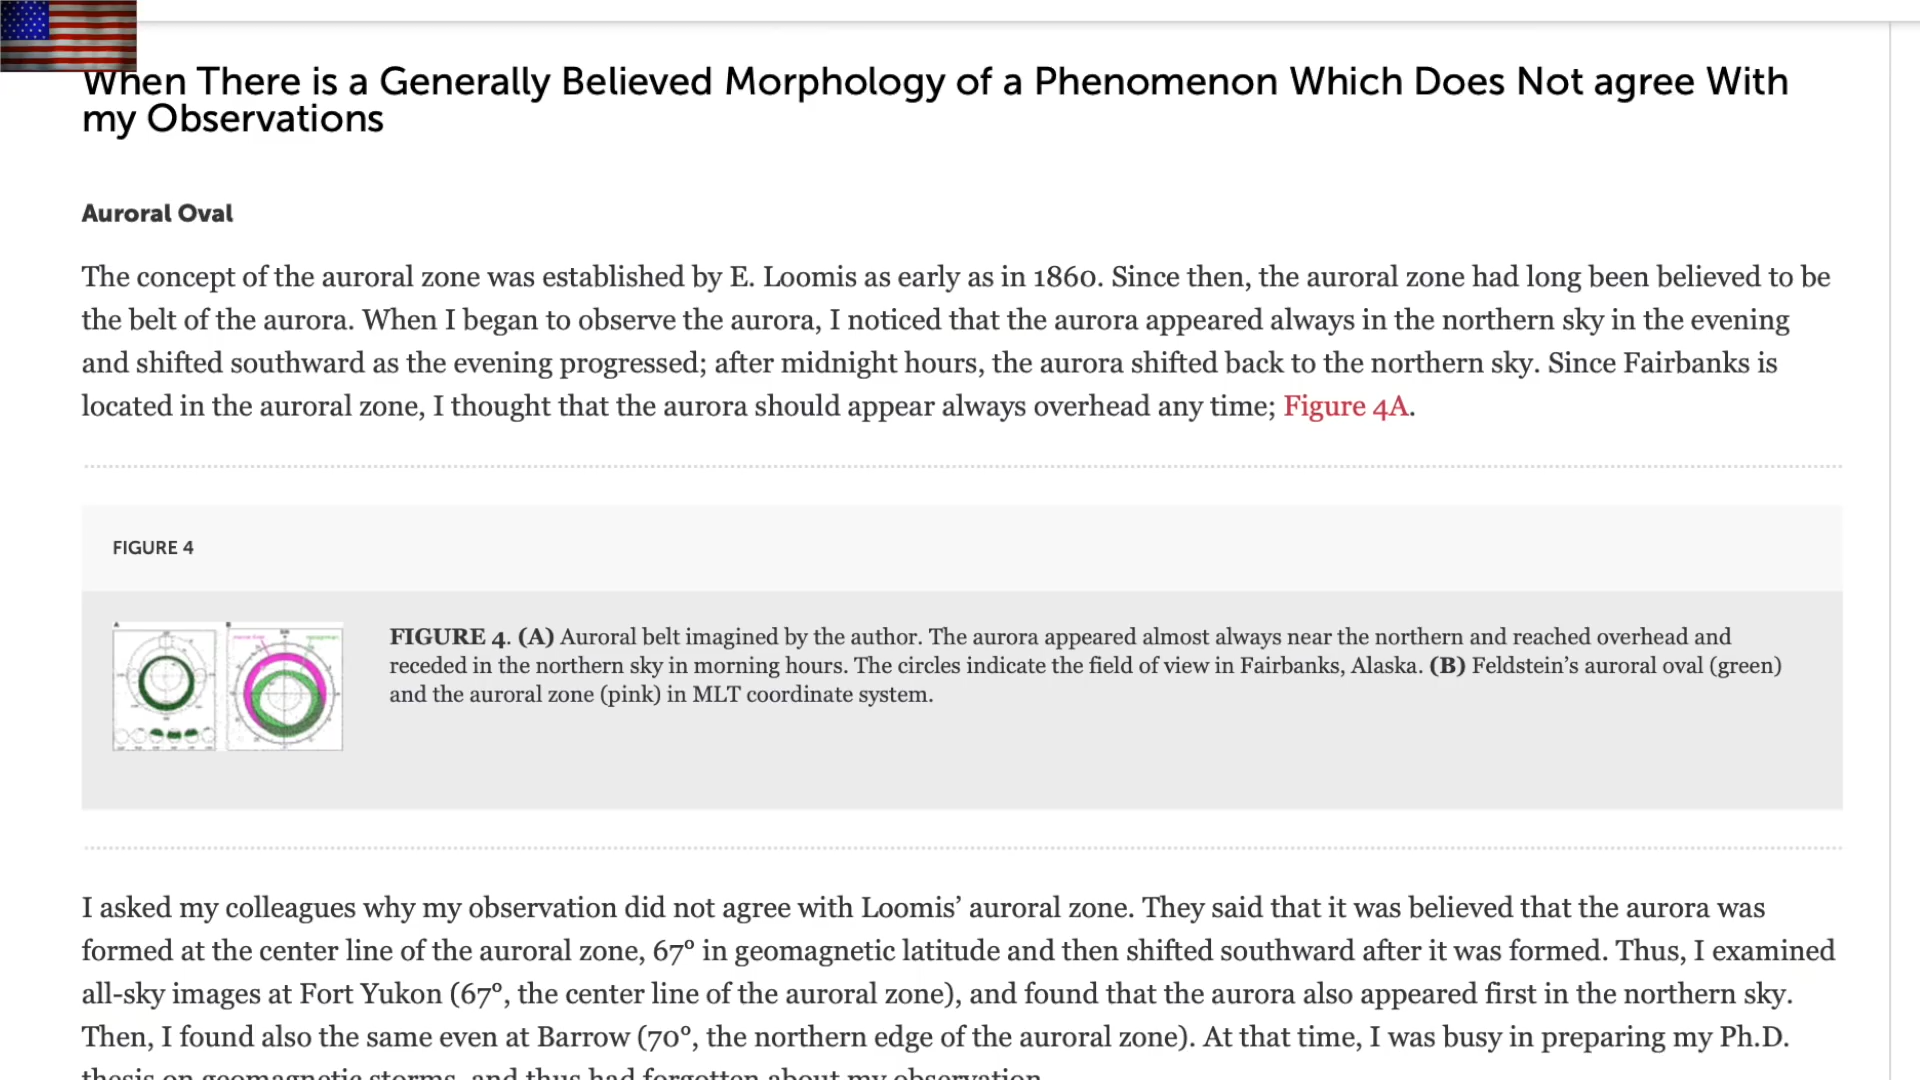 When There is a Generally Believed Morphology of a Phenomenon Which Does Not agree With
my Observations
Auroral Oval
The concept of the auroral zone was established by E. Loomis as early as in 1860. Since then, the auroral zone had long been believed to be
the belt of the aurora. When I began to observe the aurora, I noticed that the aurora appeared always in the northern sky in the evening
and shifted southward as the evening progressed; after midnight hours, the aurora shifted back to the northern sky. Since Fairbanks is
located in the auroral zone, I thought that the aurora should appear always overhead any time; Figure 4A.
FIGURE 4
A
B
FIGURE 4. (A) Auroral belt imagined by the author. The aurora appeared almost always near the northern and reached overhead and
receded in the northern sky in morning hours. The circles indicate the field of view in Fairbanks, Alaska. (B) Feldstein’s auroral oval (green)
and the auroral zone (pink) in MLT coordinate system.
I asked my colleagues why my observation did not agree with Loomis’ auroral zone. They said that it was believed that the aurora was
formed at the center line of the auroral zone, 67° in geomagnetic latitude and then shifted southward after it was formed. Thus, I examined
all-sky images at Fort Yukon (67°, the center line of the auroral zone), and found that the aurora also appeared first in the northern sky.
Then, I found also the same even at Barrow (70°, the northern edge of the auroral zone). At that time, I was busy in preparing my Ph.D.
thesis on geomagnetic storms, and thus had forgotten about my observation.